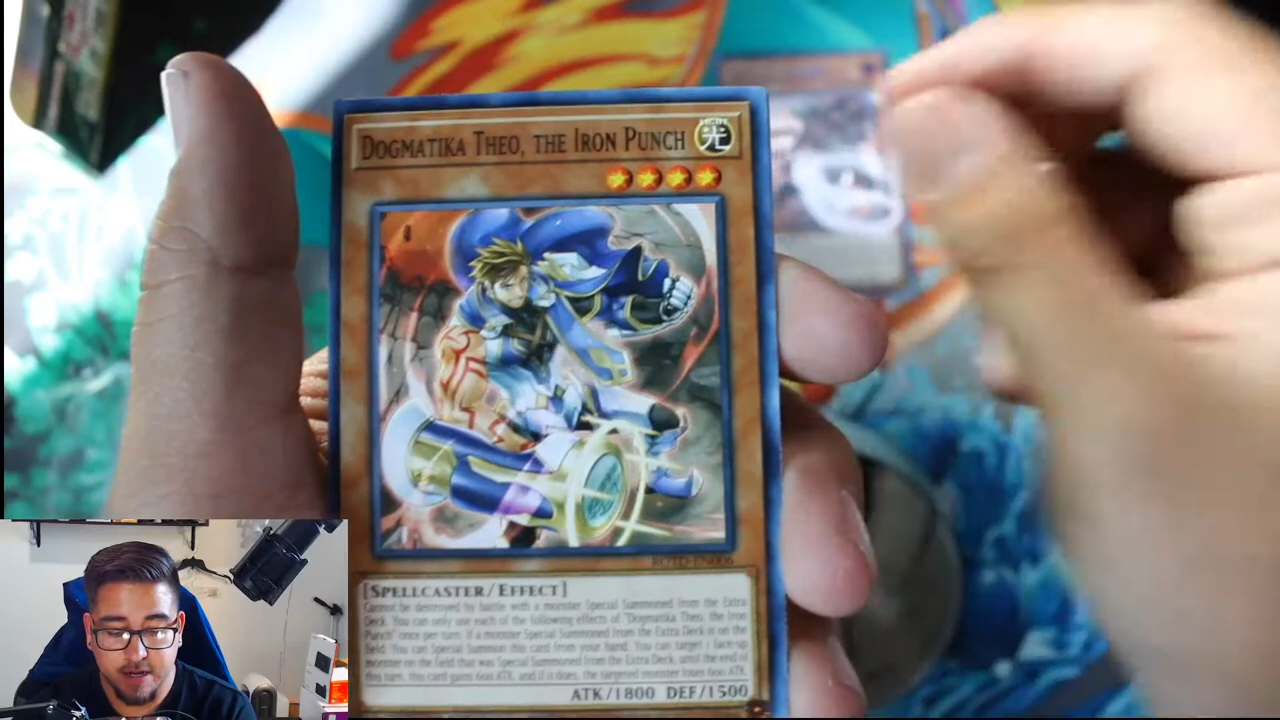 DOGMATIKA THEO, THE IRON PUNCH
LIGHT
光
ROTD-EN006
[SPELLCASTER/EFFECT]
Cannot be destroyed by battle with a monster Special Summoned from the Extra
Deck. You can only use each of the following effects of "Dogmatika Theo, the Iron
Punch" once per turn. If a monster Special Summoned from the Extra Deck is on the
field: You can Special Summon this card from your hand. You can target 1 face-up
monster on the field that was Special Summoned from the Extra Deck, until the end of
this turn, this card gains 600 ATK, and if it does, the targeted monster loses 600 ATK.
ATK/1800 DEF/1500